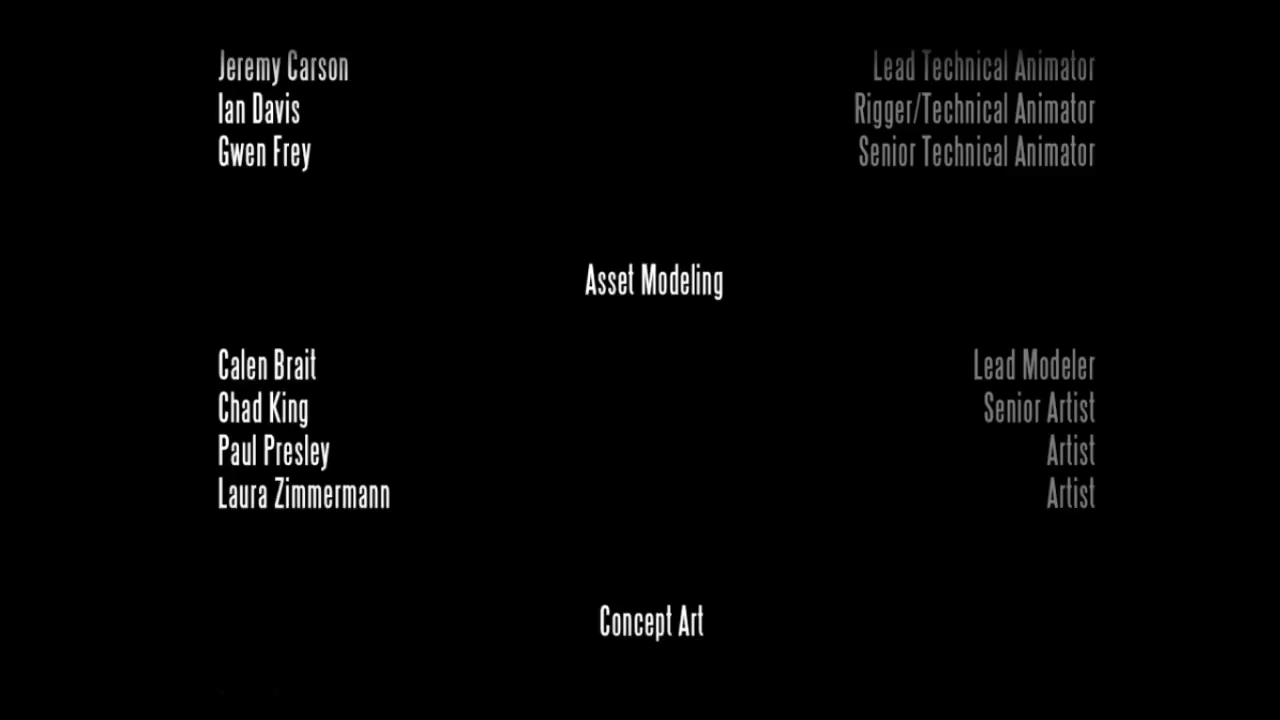 Jeremy Carson Lead Technical Animator
Ian Davis Rigger/Technical Animator
Gwen Frey Senior Technical Animator
Asset Modeling
Calen Brait Lead Modeler
Chad King Senior Artist
Paul Presley Artist
Laura Zimmermann Artist
Concept Art